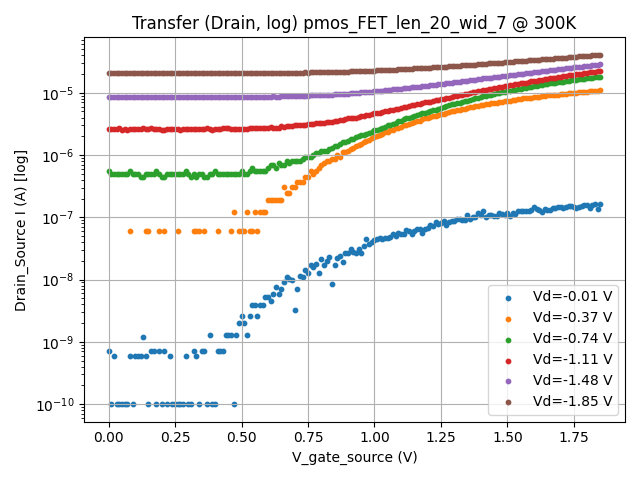 Transfer (Drain, log) pmos_FET_len_20_wid_7 @ 300K
Drain_Source I (A) [log]
10⁻⁵
10⁻⁶
10⁻⁷
10⁻⁸
10⁻⁹
10⁻¹⁰
Vd=-0.01 V
Vd=-0.37 V
Vd=-0.74 V
Vd=-1.11 V
Vd=-1.48 V
Vd=-1.85 V
0.00 0.25 0.50 0.75 1.00 1.25 1.50 1.75
V_gate_source (V)